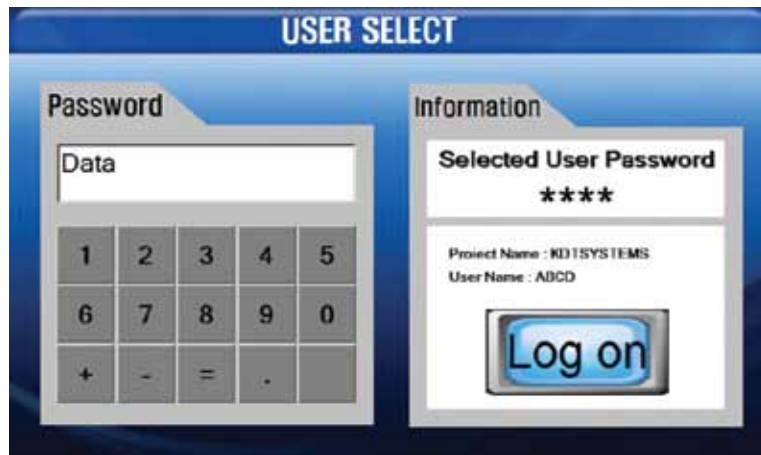 USER SELECT
Password
Data
1 2 3 4 5
6 7 8 9 0
+ - = .
Information
Selected User Password
****
Project Name : KDTSYSTEMS
User Name : ABCD
Log on